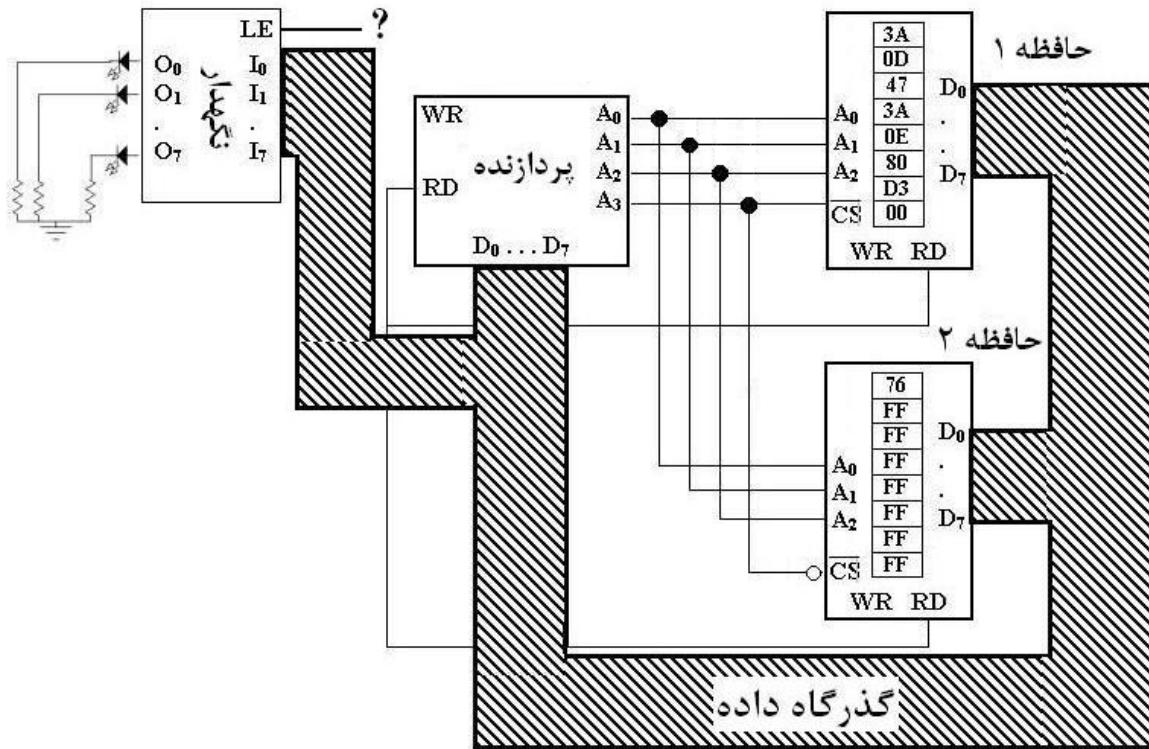 LE ?
O0 I0
O1 I1
. .
O7 I7
نگهدار
WR A0
A1
RD A2
A3
پردازنده
D0 . . . D7
حافظه ۱
3A
0D
47
3A
0E
80
D3
00
A0
A1
A2
CS
D0
.
.
D7
WR RD
حافظه ۲
76
FF
FF
FF
FF
FF
FF
FF
A0
A1
A2
CS
D0
.
.
D7
WR RD
گذرگاه داده